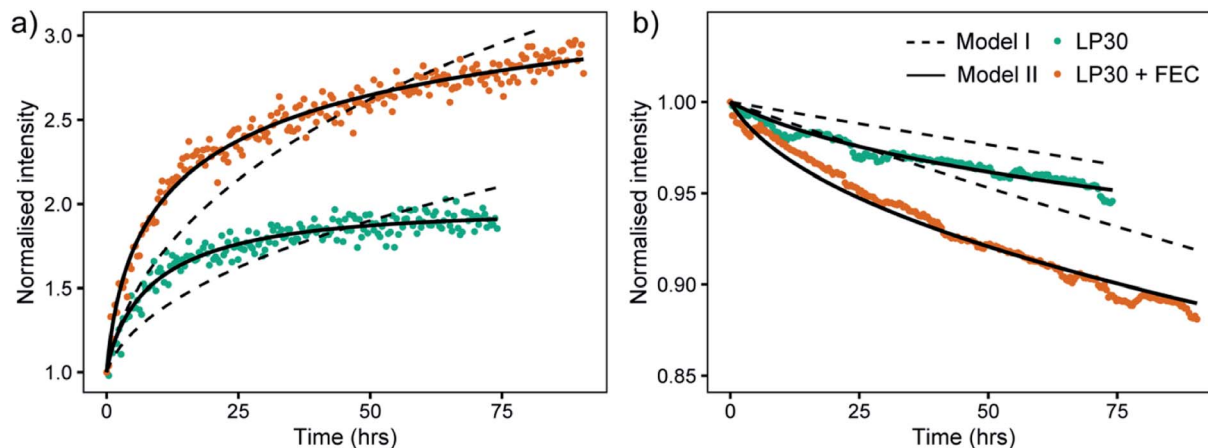 a)
Normalised intensity
3.0
2.5
2.0
1.5
1.0
0 25 50 75
Time (hrs)
b)
Normalised intensity
1.00
0.95
0.90
0.85
0 25 50 75
Time (hrs)
Model I LP30
Model II LP30 + FEC